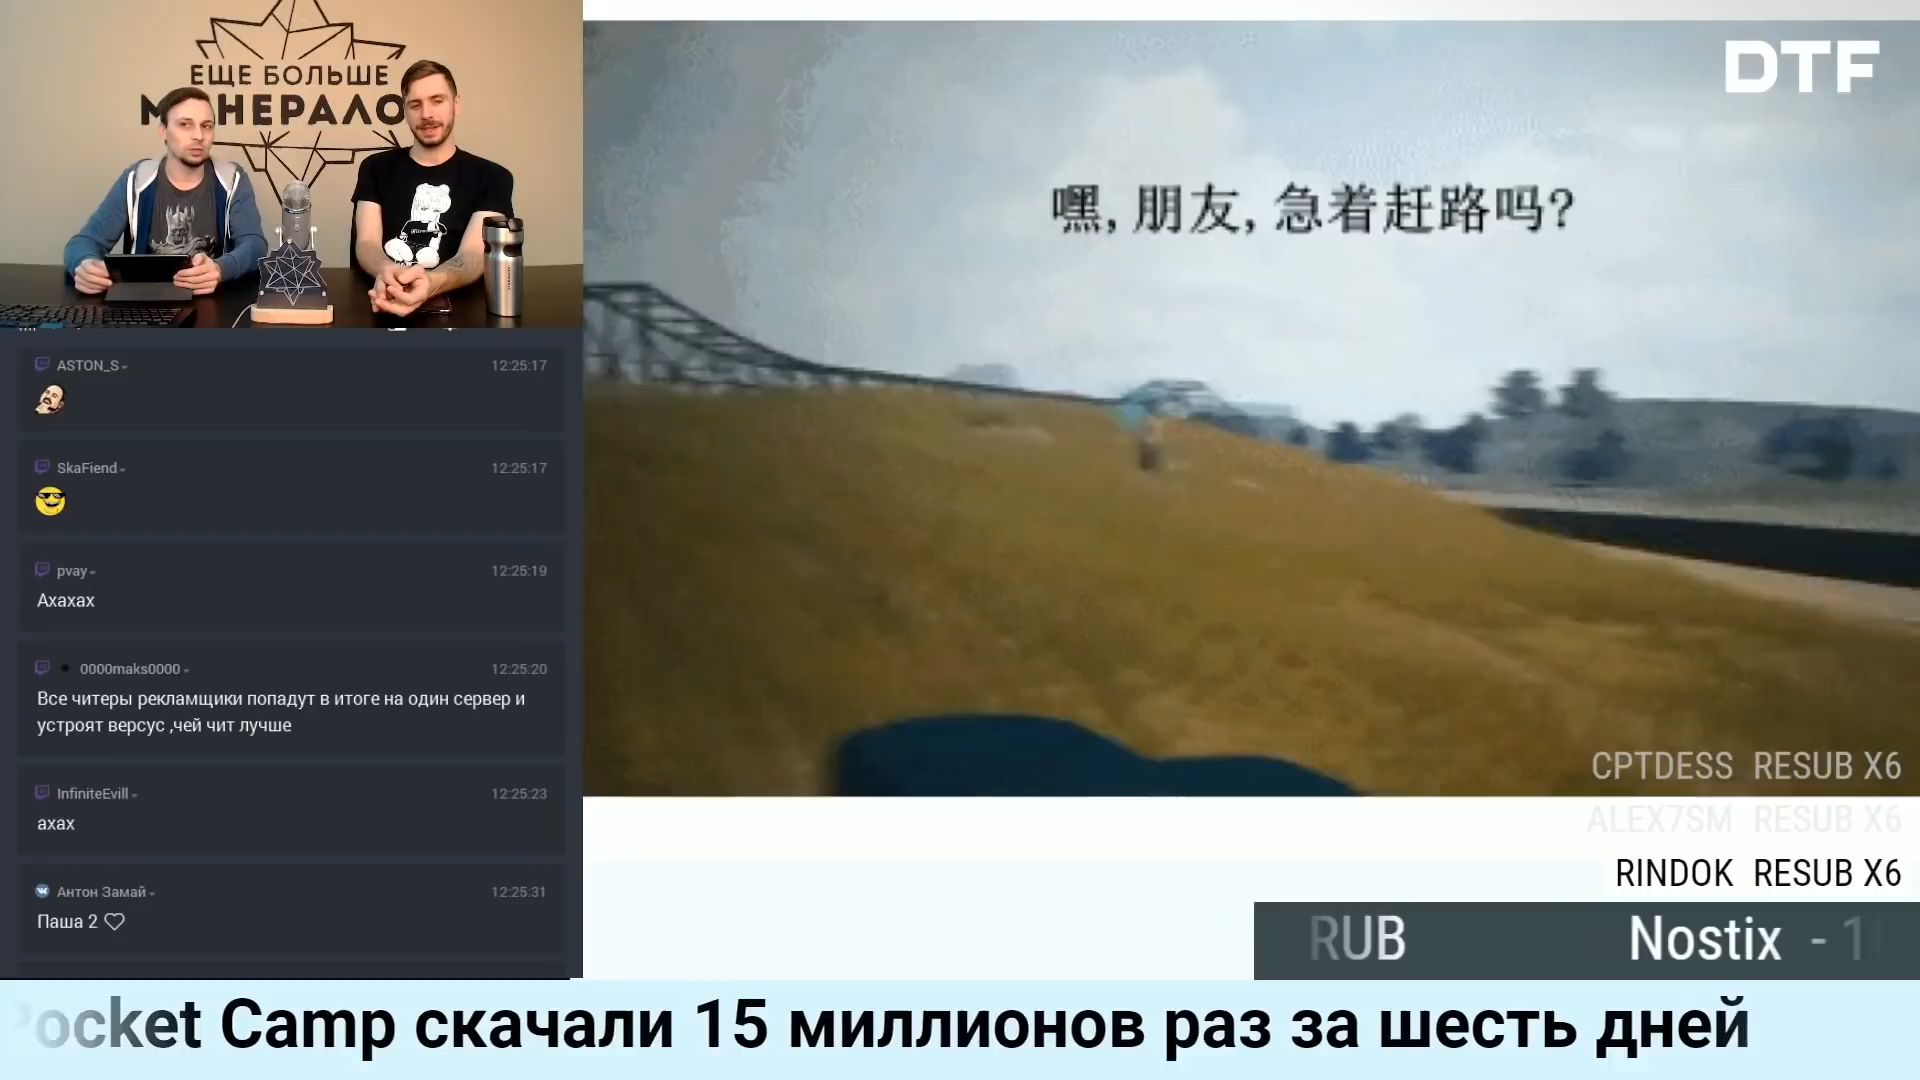 ЕЩЕ БОЛЬШЕ
DTF
嘿,朋友,急着赶路吗?
ASTON_S
12:25:17
SkaFiend
12:25:17
pvay
12:25:19
Ахахах
0000maks0000
12:25:20
Все читеры рекламщики попадут в итоге на один сервер и
устроят версус ,чей чит лучше
InfiniteEvill
12:25:23
ахах
Антон Замай
12:25:31
Паша 2 ♡
CPTDESS RESUB X6
ALEX7SM RESUB X6
RINDOK RESUB X6
RUB Nostix - 1
ocket Camp скачали 15 миллионов раз за шесть дней